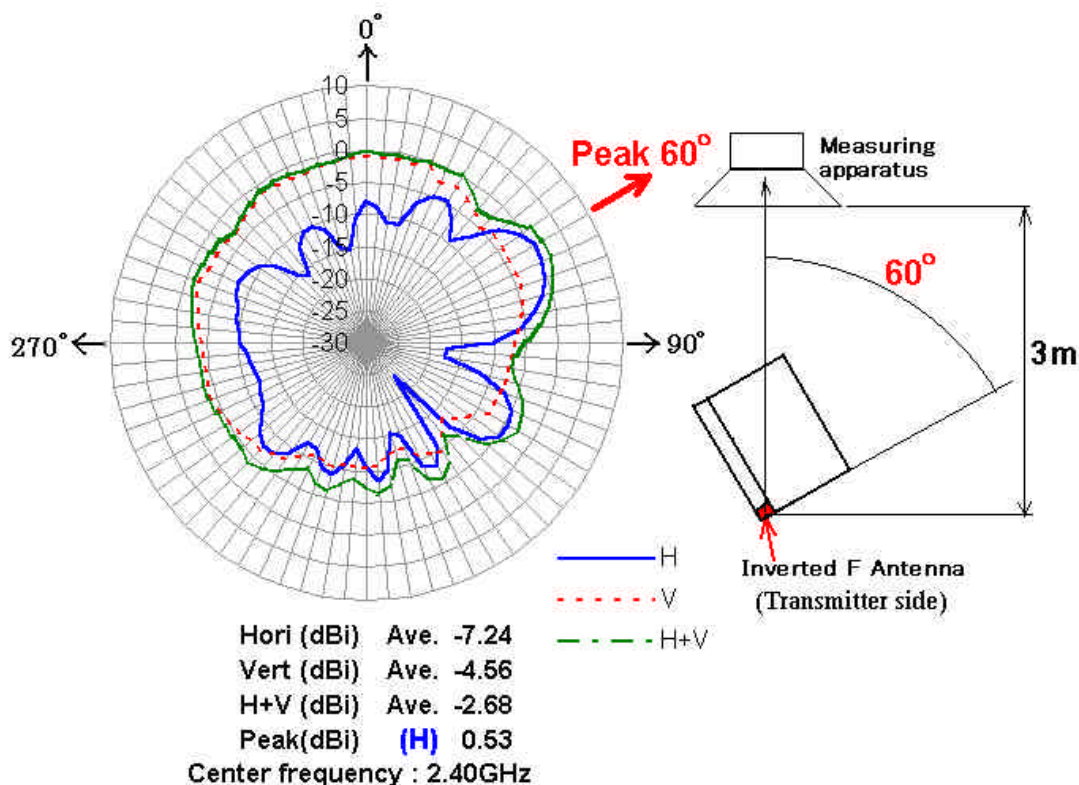 0°
10
5
0
-5
-10
-15
-20
-25
-30
270°
90°
Peak 60°
Measuring
apparatus
60°
3m
Inverted F Antenna
(Transmitter side)
H
V
H+V
Hori (dBi) Ave. -7.24
Vert (dBi) Ave. -4.56
H+V (dBi) Ave. -2.68
Peak(dBi) (H) 0.53
Center frequency : 2.40GHz